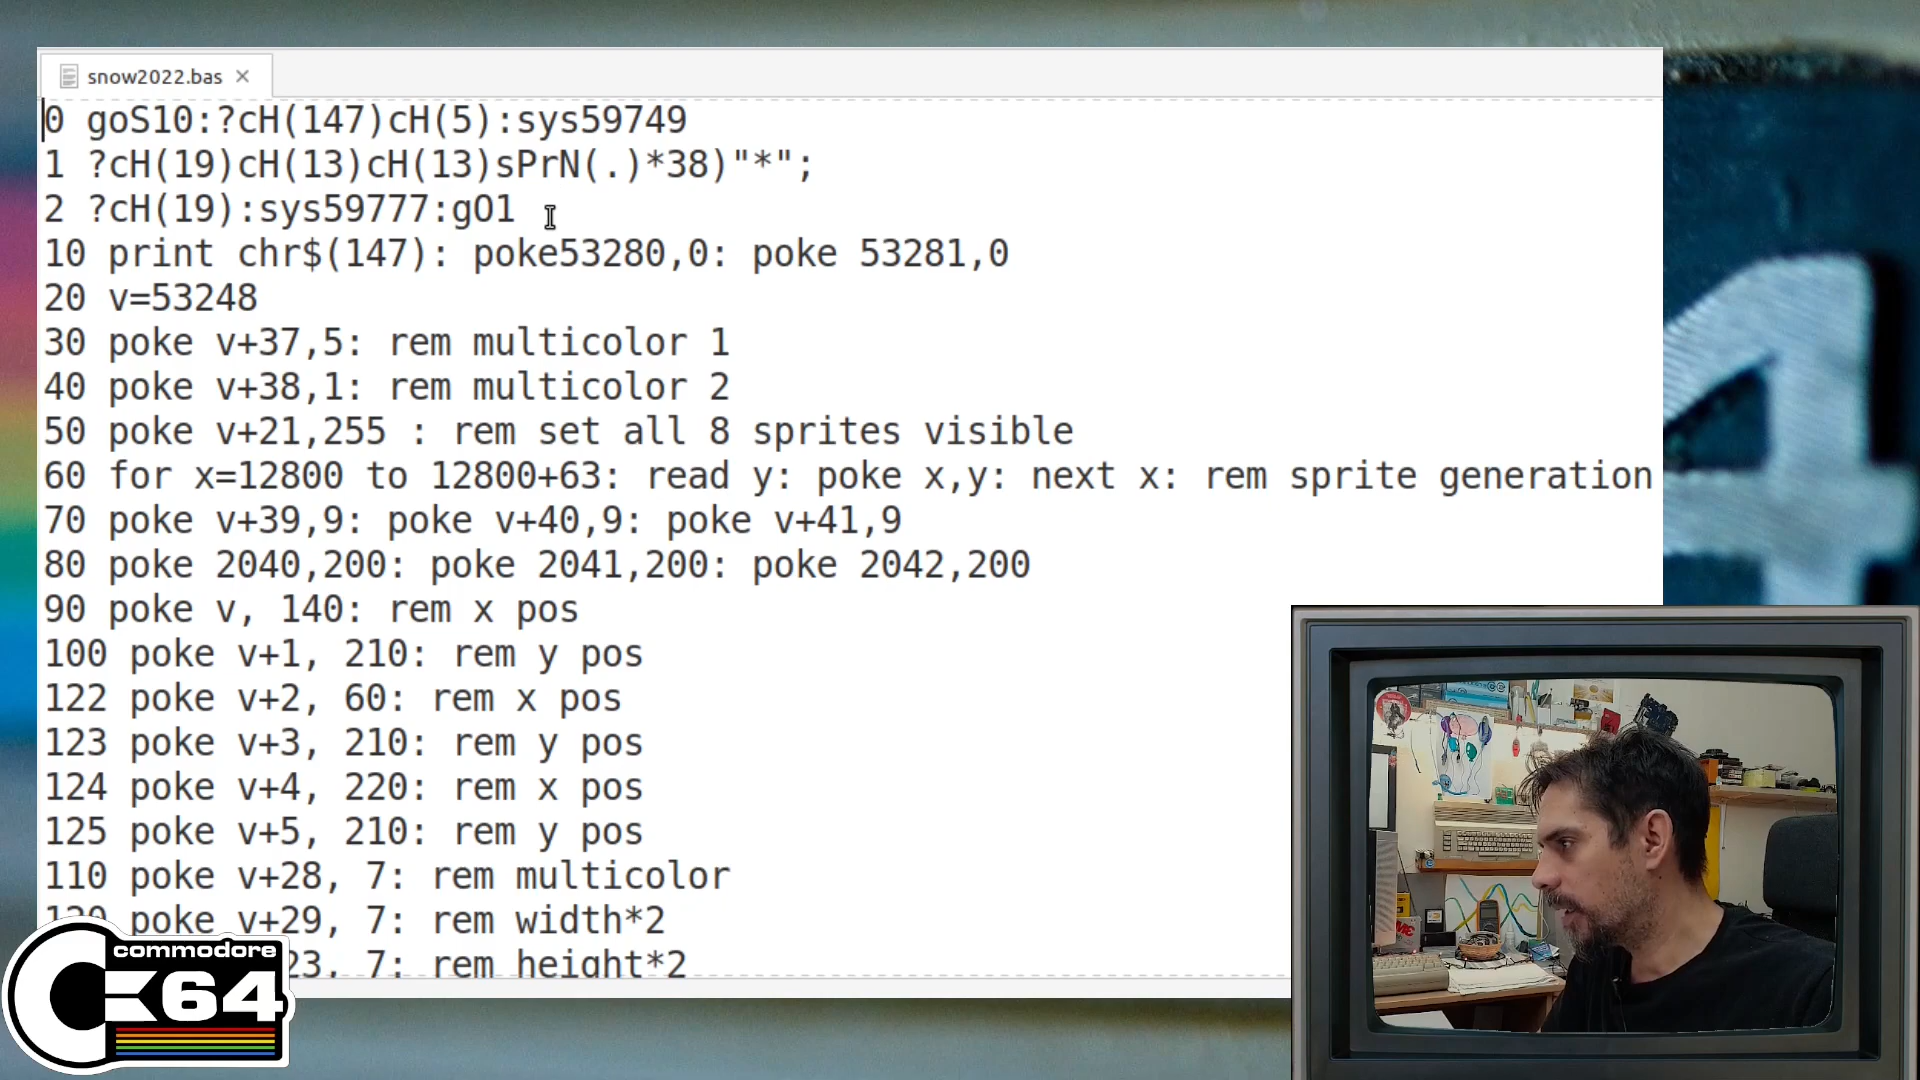 snow2022.bas
0 goS10:?cH(147)cH(5):sys59749
1 ?cH(19)cH(13)cH(13)sPrN(.)*38)"*";
2 ?cH(19):sys59777:gO1
10 print chr$(147): poke53280,0: poke 53281,0
20 v=53248
30 poke v+37,5: rem multicolor 1
40 poke v+38,1: rem multicolor 2
50 poke v+21,255 : rem set all 8 sprites visible
60 for x=12800 to 12800+63: read y: poke x,y: next x: rem sprite generation
70 poke v+39,9: poke v+40,9: poke v+41,9
80 poke 2040,200: poke 2041,200: poke 2042,200
90 poke v, 140: rem x pos
100 poke v+1, 210: rem y pos
122 poke v+2, 60: rem x pos
123 poke v+3, 210: rem y pos
124 poke v+4, 220: rem x pos
125 poke v+5, 210: rem y pos
110 poke v+28, 7: rem multicolor
120 poke v+29, 7: rem width*2
23, 7: rem height*2
commodore
64
4